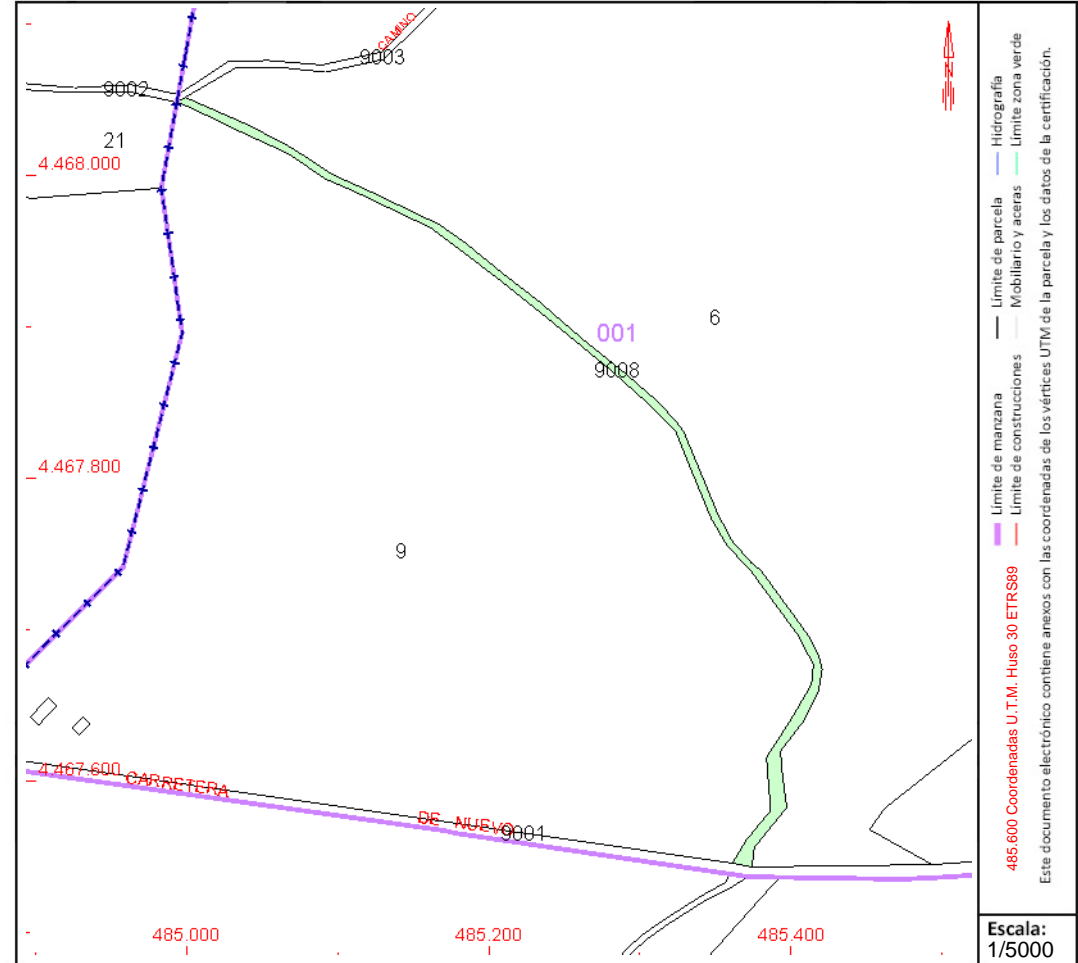 CAMINO
9003
9002
21
4.468.000
6
001
9008
4.467.800
9
4.467.600
CARRETERA
DE NUEVO
9001
485.000
485.200
485.400
N
Hidrografía
Límite zona verde
Límite de parcela
Mobiliario y aceras
Límite de manzana
Límite de construcciones
485.600 Coordenadas U.T.M. Huso 30 ETRS89
Este documento electrónico contiene anexos con las coordenadas de los vértices UTM de la parcela y los datos de la certificación.
Escala:
1/5000